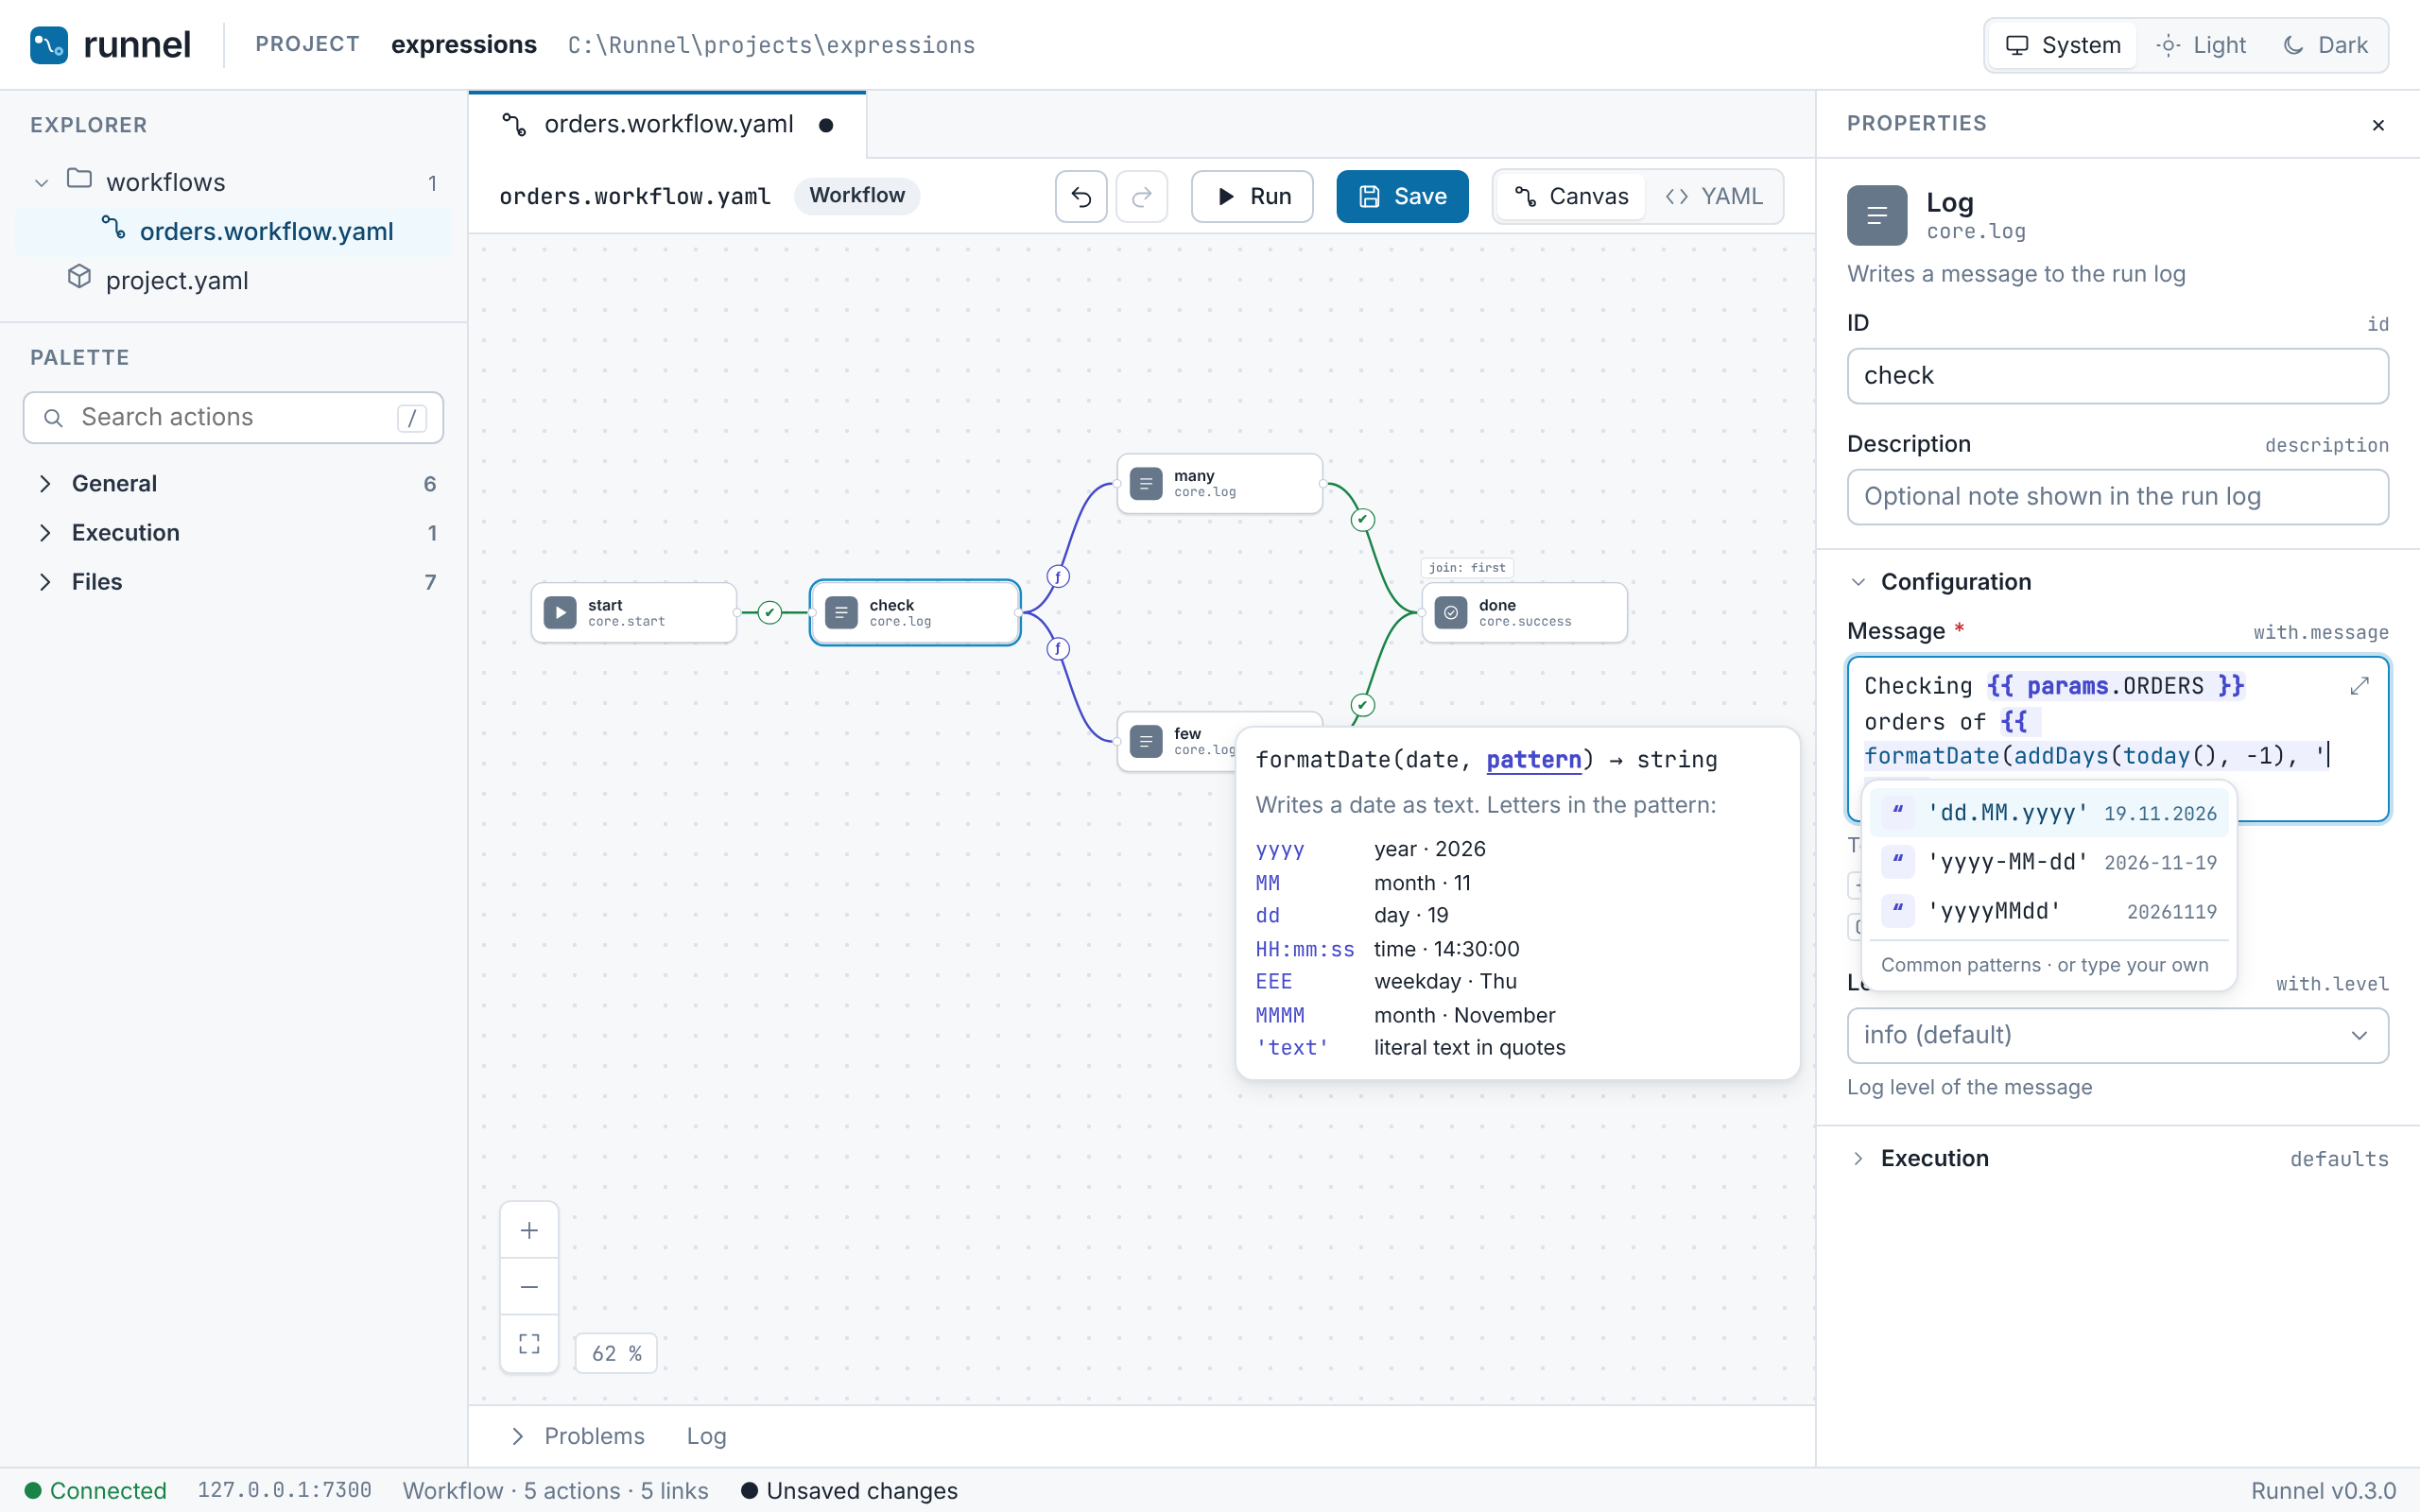 runnel
PROJECT expressions C:\Runnel\projects\expressions
System Light Dark
EXPLORER
workflows 1
orders.workflow.yaml
project.yaml
PALETTE
Search actions /
General 6
Execution 1
Files 7
orders.workflow.yaml
orders.workflow.yaml Workflow
Run Save Canvas YAML
start
core.start
check
core.log
many
core.log
few
core.log
join: first
done
core.success
formatDate(date, pattern) → string
Writes a date as text. Letters in the pattern:
yyyy year · 2026
MM month · 11
dd day · 19
HH:mm:ss time · 14:30:00
EEE weekday · Thu
MMMM month · November
'text' literal text in quotes
62 %
Problems Log
PROPERTIES
Log
core.log
Writes a message to the run log
ID id
check
Description description
Optional note shown in the run log
Configuration
Message * with.message
Checking {{ params.ORDERS }}
orders of {{
formatDate(addDays(today(), -1), '
'dd.MM.yyyy' 19.11.2026
'yyyy-MM-dd' 2026-11-19
'yyyyMMdd' 20261119
Common patterns · or type your own
with.level
info (default)
Log level of the message
Execution defaults
Connected 127.0.0.1:7300 Workflow · 5 actions · 5 links Unsaved changes
Runnel v0.3.0